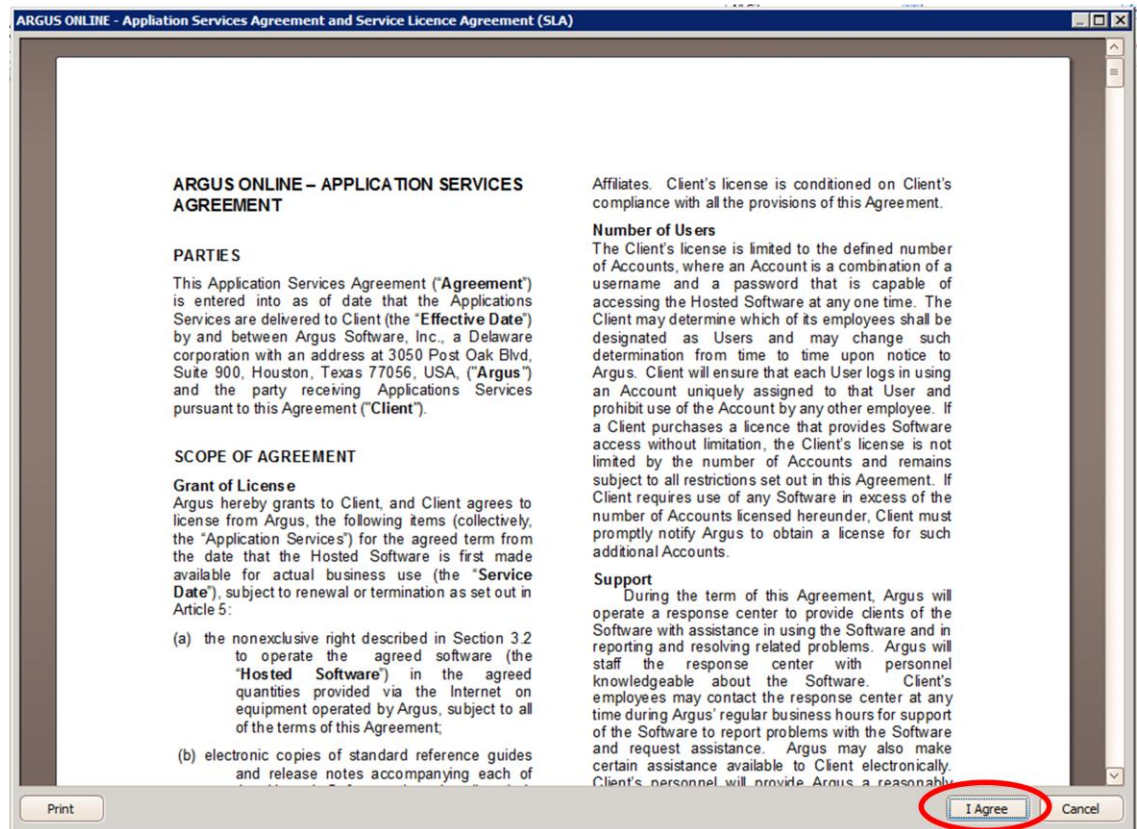 ARGUS ONLINE - Appliation Services Agreement and Service Licence Agreement (SLA)
ARGUS ONLINE – APPLICATION SERVICES
AGREEMENT
PARTIES
This Application Services Agreement ("Agreement")
is entered into as of date that the Applications
Services are delivered to Client (the "Effective Date")
by and between Argus Software, Inc., a Delaware
corporation with an address at 3050 Post Oak Blvd,
Suite 900, Houston, Texas 77056, USA, ("Argus")
and the party receiving Applications Services
pursuant to this Agreement ("Client").
SCOPE OF AGREEMENT
Grant of License
Argus hereby grants to Client, and Client agrees to
license from Argus, the following items (collectively,
the "Application Services") for the agreed term from
the date that the Hosted Software is first made
available for actual business use (the "Service
Date"), subject to renewal or termination as set out in
Article 5:
(a) the nonexclusive right described in Section 3.2
to operate the agreed software (the
"Hosted Software") in the agreed
quantities provided via the Internet on
equipment operated by Argus, subject to all
of the terms of this Agreement;
(b) electronic copies of standard reference guides
and release notes accompanying each of
Affiliates. Client's license is conditioned on Client's
compliance with all the provisions of this Agreement.
Number of Users
The Client's license is limited to the defined number
of Accounts, where an Account is a combination of a
username and a password that is capable of
accessing the Hosted Software at any one time. The
Client may determine which of its employees shall be
designated as Users and may change such
determination from time to time upon notice to
Argus. Client will ensure that each User logs in using
an Account uniquely assigned to that User and
prohibit use of the Account by any other employee. If
a Client purchases a licence that provides Software
access without limitation, the Client's license is not
limited by the number of Accounts and remains
subject to all restrictions set out in this Agreement. If
Client requires use of any Software in excess of the
number of Accounts licensed hereunder, Client must
promptly notify Argus to obtain a license for such
additional Accounts.
Support
During the term of this Agreement, Argus will
operate a response center to provide clients of the
Software with assistance in using the Software and in
reporting and resolving related problems. Argus will
staff the response center with personnel
knowledgeable about the Software. Client's
employees may contact the response center at any
time during Argus' regular business hours for support
of the Software to report problems with the Software
and request assistance. Argus may also make
certain assistance available to Client electronically.
Client's personnel will provide Argus a reasonably
Print
I Agree
Cancel